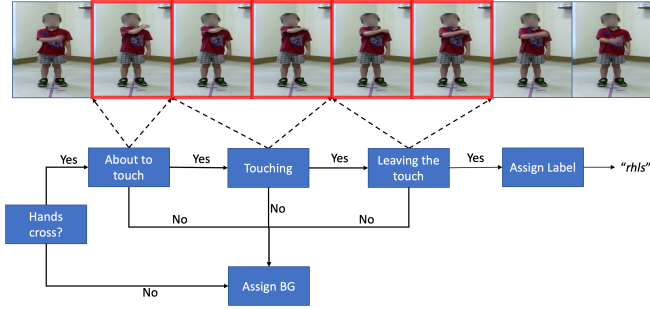 Yes
About to
touch
Yes
Touching
Yes
Leaving the
touch
Yes
Assign Label
“rhls”
Hands
cross?
No
No
No
No
Assign BG